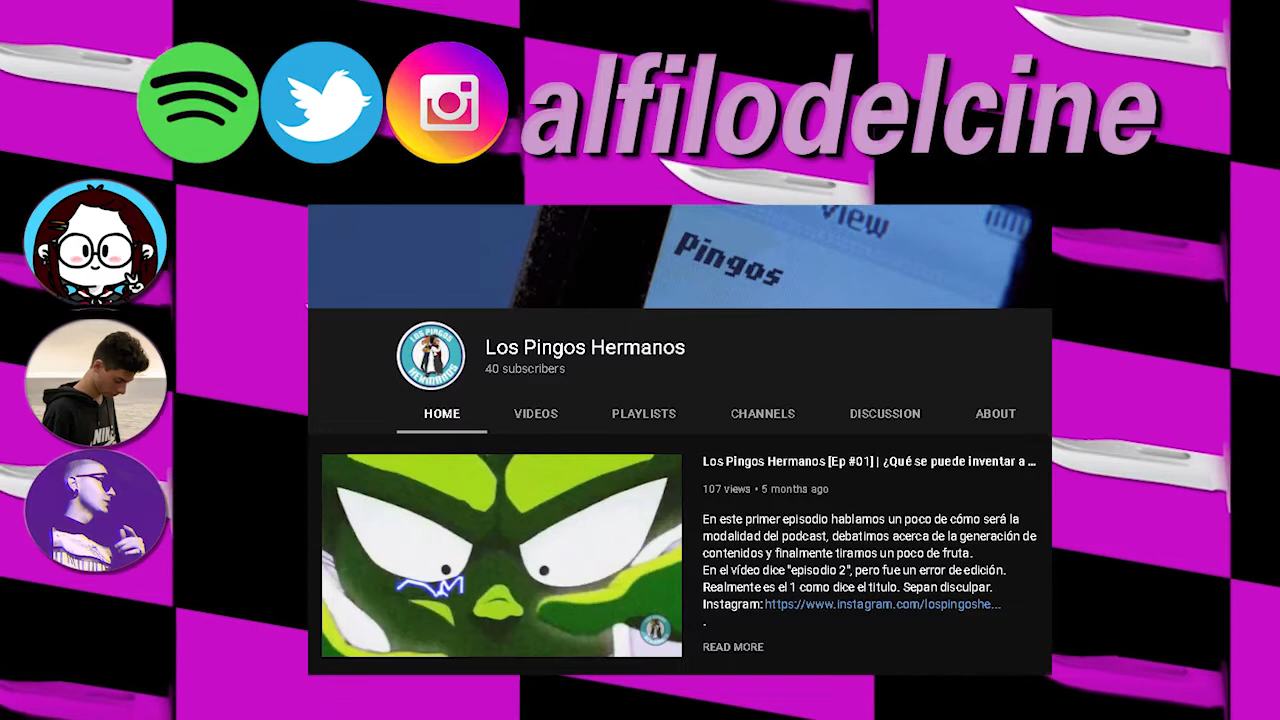 alfilodelcine
view
Pingos
LOS PINGOS
HERMANOS
Los Pingos Hermanos
40 subscribers
HOME
VIDEOS
PLAYLISTS
CHANNELS
DISCUSSION
ABOUT
Los Pingos Hermanos [Ep #01] | ¿Qué se puede inventar a ...
107 views • 5 months ago
En este primer episodio hablamos un poco de cómo será la
modalidad del podcast, debatimos acerca de la generación de
contenidos y finalmente tiramos un poco de fruta.
En el vídeo dice "episodio 2", pero fue un error de edición.
Realmente es el 1 como dice el titulo. Sepan disculpar.
Instagram: https://www.instagram.com/lospingoshe...
.
READ MORE